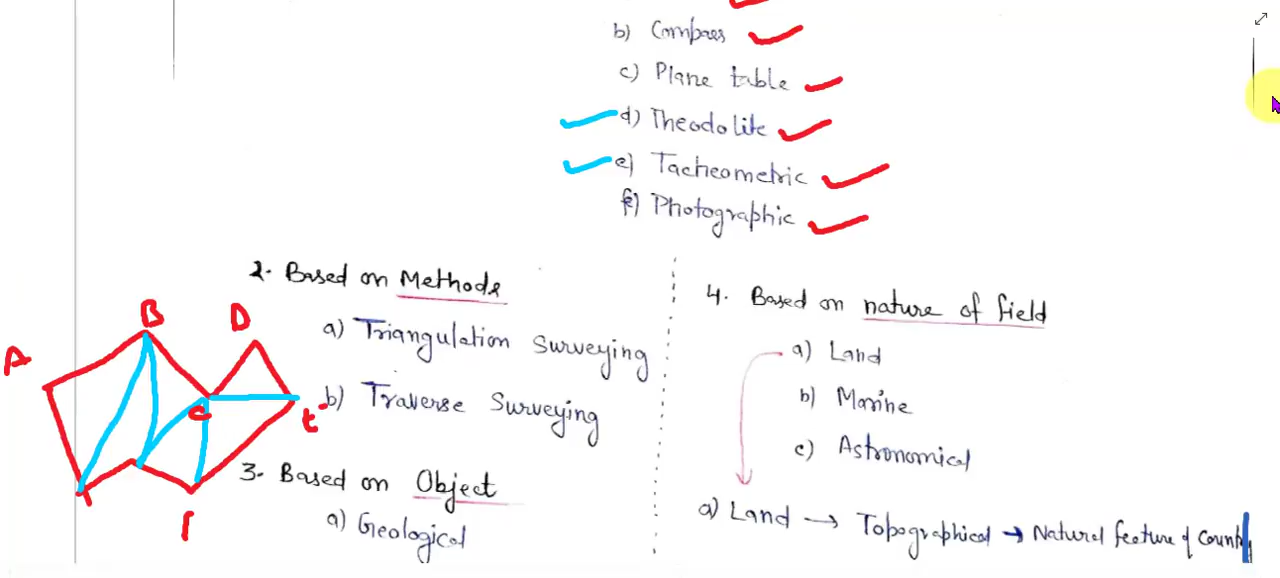 b) Compass
c) Plane table
d) Theodolite
e) Tacheometric
f) Photographic
2. Based on Methods
a) Triangulation Surveying
b) Traverse Surveying
3. Based on Object
a) Geological
A
B
D
C
E
F
4. Based on nature of field
a) Land
b) Marine
c) Astronomical
a) Land → Topographical → Natural feature of Country